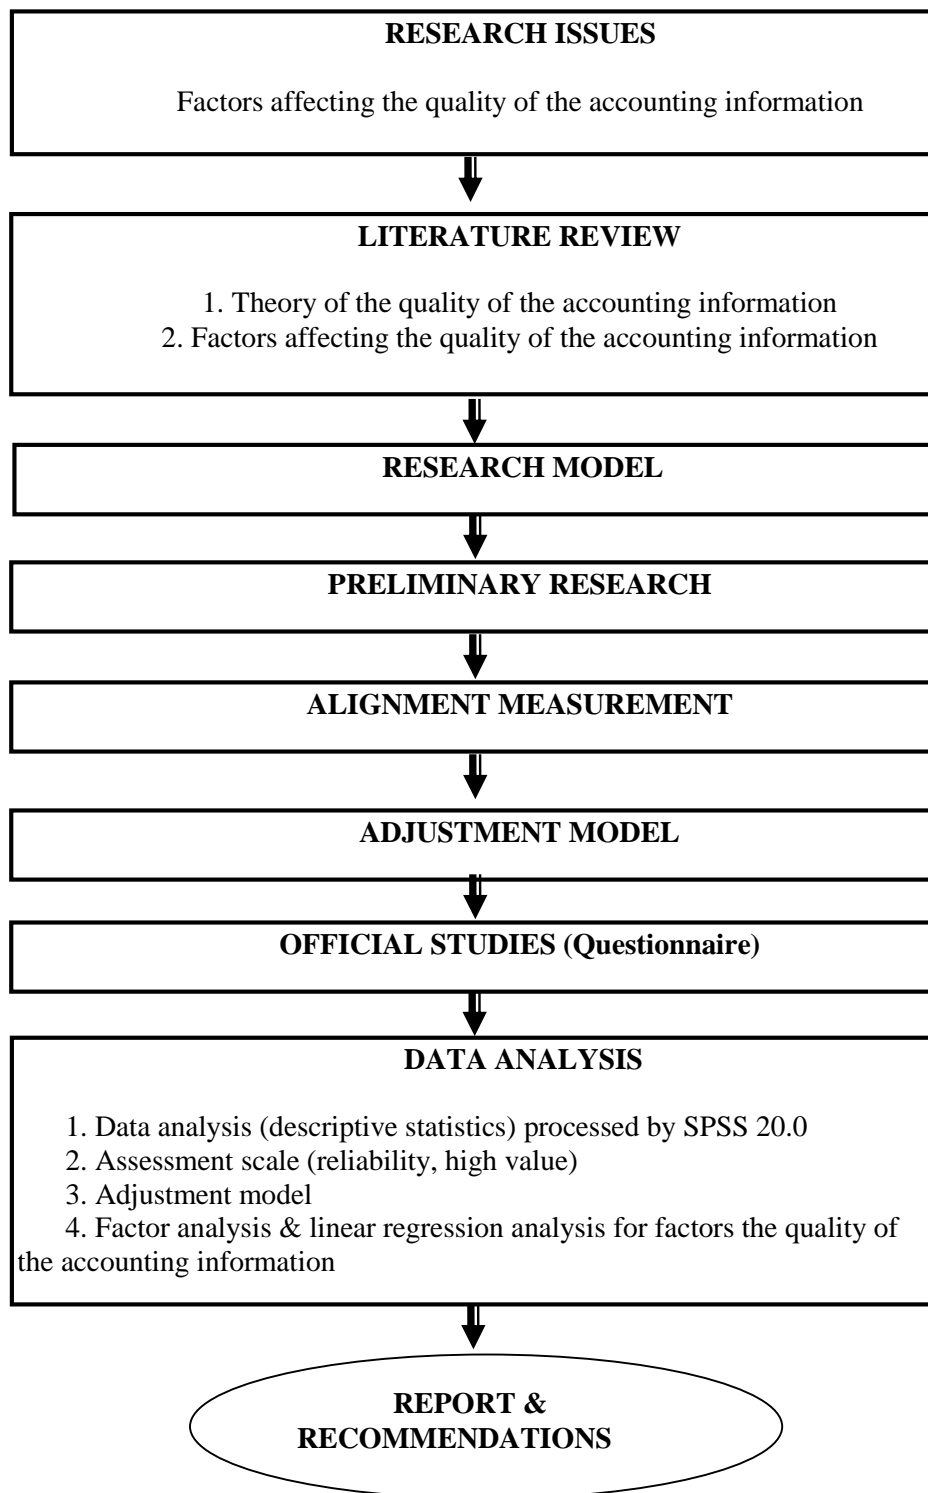 RESEARCH ISSUES
Factors affecting the quality of the accounting information
LITERATURE REVIEW
1. Theory of the quality of the accounting information
2. Factors affecting the quality of the accounting information
RESEARCH MODEL
PRELIMINARY RESEARCH
ALIGNMENT MEASUREMENT
ADJUSTMENT MODEL
OFFICIAL STUDIES (Questionnaire)
DATA ANALYSIS
1. Data analysis (descriptive statistics) processed by SPSS 20.0
2. Assessment scale (reliability, high value)
3. Adjustment model
4. Factor analysis & linear regression analysis for factors the quality of
the accounting information
REPORT &
RECOMMENDATIONS